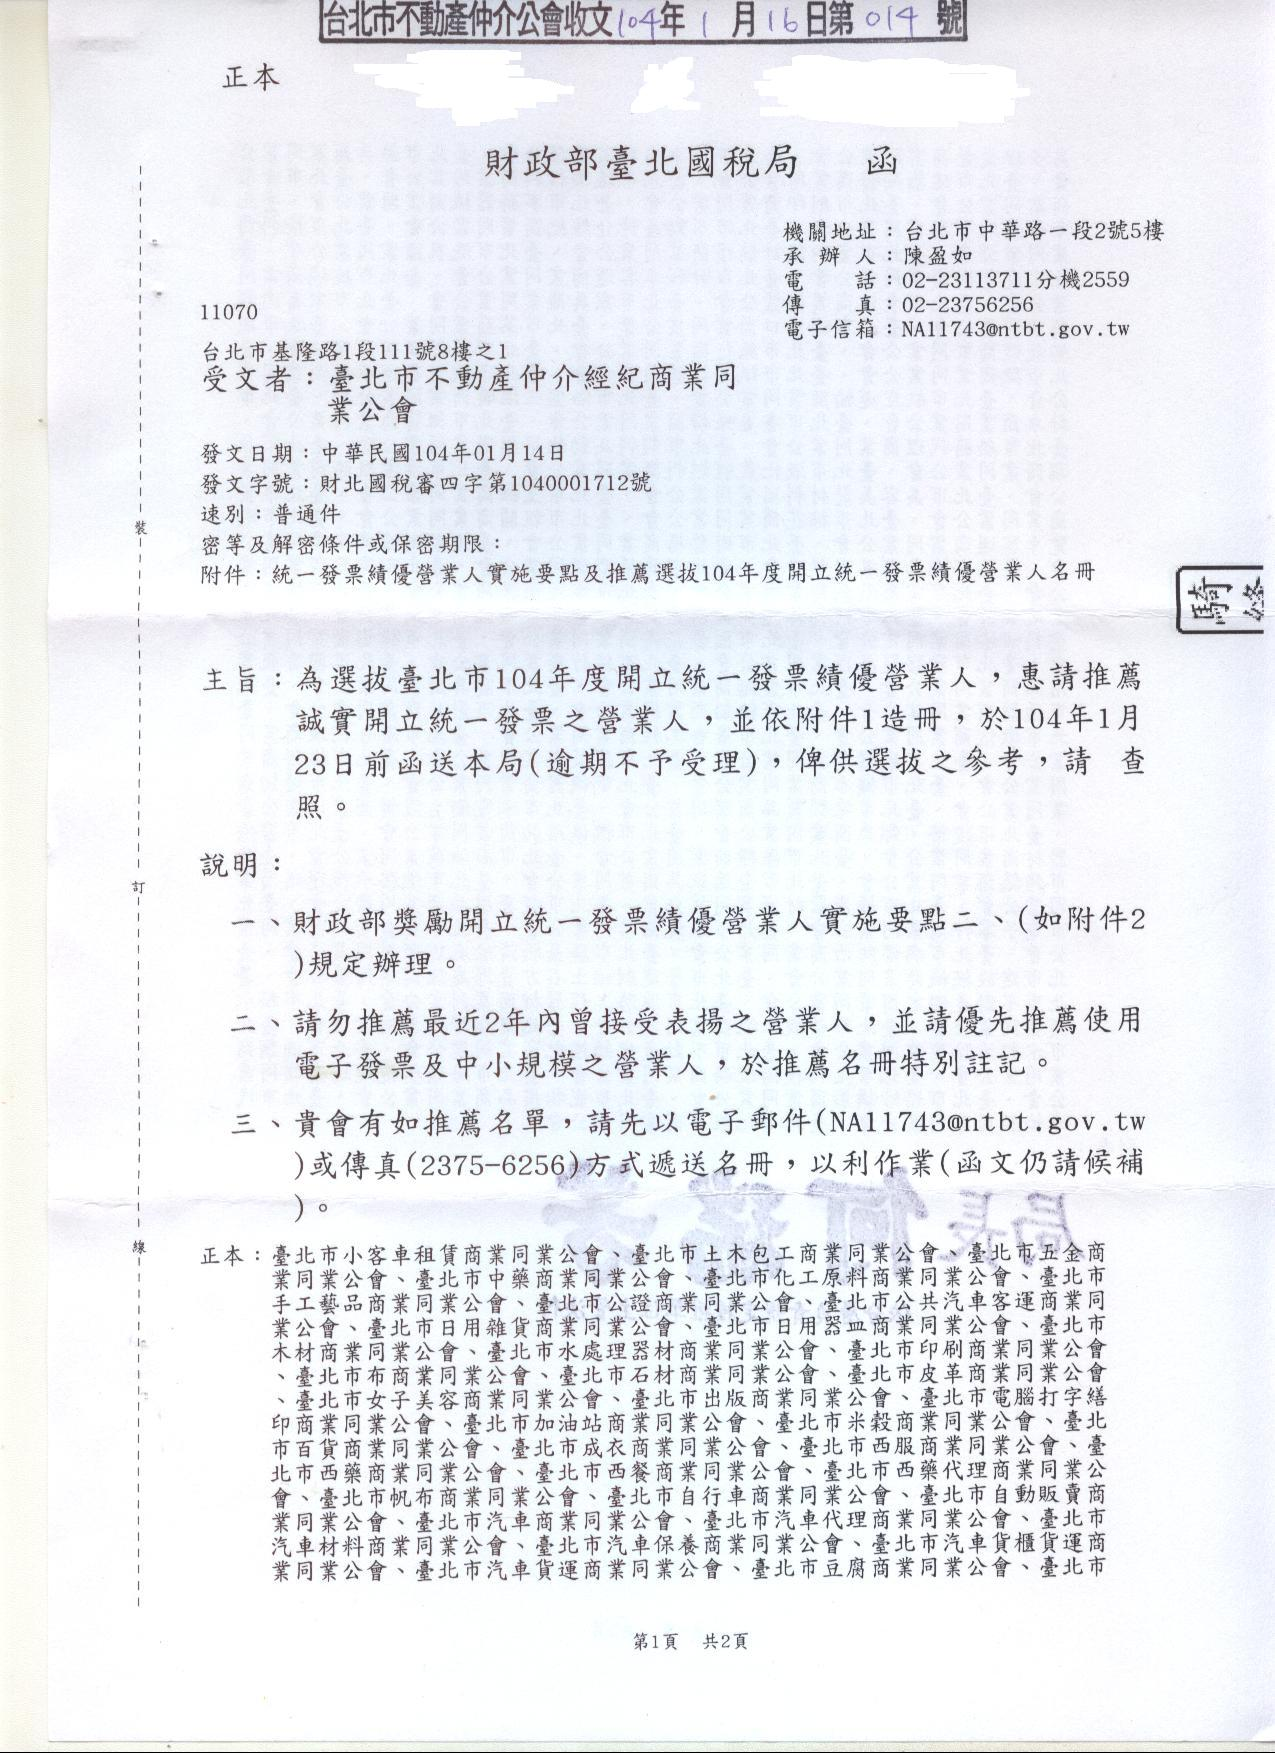 台北市不動產仲介公會收文104年1月16日第014號
正本
財政部臺北國稅局 函
機關地址：台北市中華路一段2號5樓
承辦人：陳盈如
電話：02-23113711分機2559
傳真：02-23756256
電子信箱：NA11743@ntbt.gov.tw
11070
台北市基隆路1段111號8樓之1
受文者：臺北市不動產仲介經紀商業同
業公會
發文日期：中華民國104年01月14日
發文字號：財北國稅審四字第1040001712號
速別：普通件
密等及解密條件或保密期限：
附件：統一發票績優營業人實施要點及推薦選拔104年度開立統一發票績優營業人名冊
騎
主旨：為選拔臺北市104年度開立統一發票績優營業人，惠請推薦
誠實開立統一發票之營業人，並依附件1造冊，於104年1月
23日前函送本局(逾期不予受理)，俾供選拔之參考，請 查
照。
說明：
一、財政部獎勵開立統一發票績優營業人實施要點二、(如附件2
)規定辦理。
二、請勿推薦最近2年內曾接受表揚之營業人，並請優先推薦使用
電子發票及中小規模之營業人，於推薦名冊特別註記。
三、貴會有如推薦名單，請先以電子郵件(NA11743@ntbt.gov.tw
)或傳真(2375-6256)方式遞送名冊，以利作業(函文仍請候補
)。
正本：臺北市小客車租賃商業同業公會、臺北市土木包工商業同業公會、臺北市五金商
業同業公會、臺北市中藥商業同業公會、臺北市化工原料商業同業公會、臺北市
手工藝品商業同業公會、臺北市公證商業同業公會、臺北市公共汽車客運商業同
業公會、臺北市日用雜貨商業同業公會、臺北市日用器皿商業同業公會、臺北市
木材商業同業公會、臺北市水處理器材商業同業公會、臺北市印刷商業同業公會
、臺北市布商業同業公會、臺北市石材商業同業公會、臺北市皮革商業同業公會
、臺北市女子美容商業同業公會、臺北市出版商業同業公會、臺北市電腦打字繕
印商業同業公會、臺北市加油站商業同業公會、臺北市米穀商業同業公會、臺北
市百貨商業同業公會、臺北市成衣商業同業公會、臺北市西服商業同業公會、臺
北市西藥商業同業公會、臺北市西餐商業同業公會、臺北市西藥代理商業同業公
會、臺北市帆布商業同業公會、臺北市自行車商業同業公會、臺北市自動販賣商
業同業公會、臺北市汽車商業同業公會、臺北市汽車代理商業同業公會、臺北市
汽車材料商業同業公會、臺北市汽車保養商業同業公會、臺北市汽車貨櫃貨運商
業同業公會、臺北市汽車貨運商業同業公會、臺北市豆腐商業同業公會、臺北市
裝
訂
線
局長何瑞芳
第1頁 共2頁